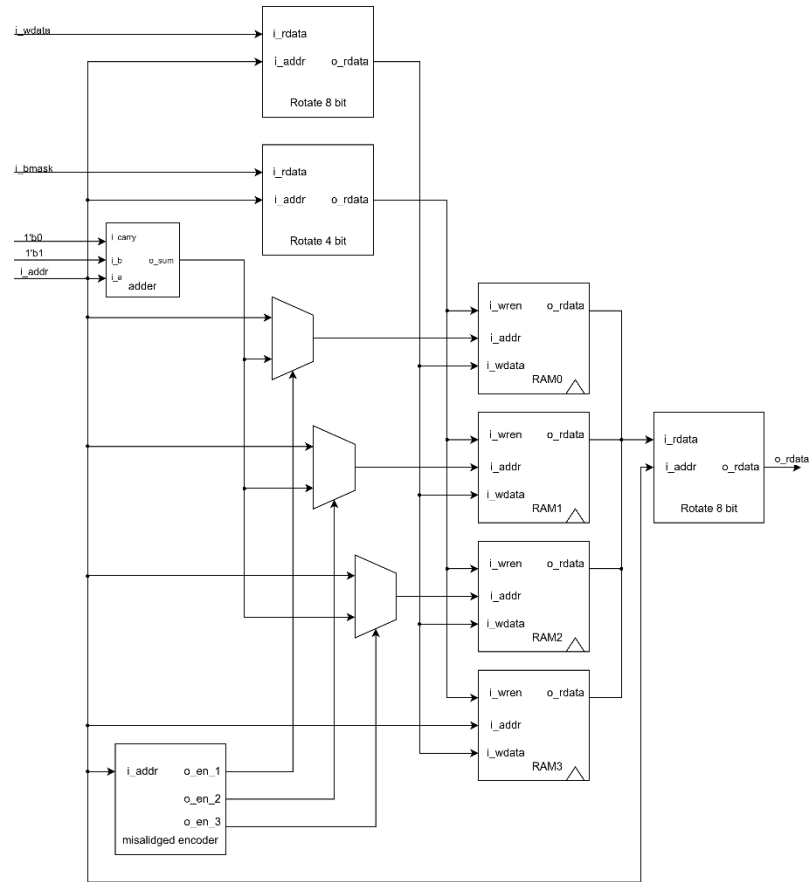 i_wdata
i_rdata
i_addr o_rdata
Rotate 8 bit
i_bmask
i_rdata
i_addr o_rdata
Rotate 4 bit
1'b0
i_carry
1'b1
i_b o_sum
i_addr
i_a
adder
i_wren o_rdata
i_addr
i_wdata
RAM0
i_wren o_rdata
i_addr
i_wdata
RAM1
i_rdata
i_addr o_rdata
Rotate 8 bit
o_rdata
i_wren o_rdata
i_addr
i_wdata
RAM2
i_wren o_rdata
i_addr
i_wdata
RAM3
i_addr o_en_1
o_en_2
o_en_3
misalidged encoder